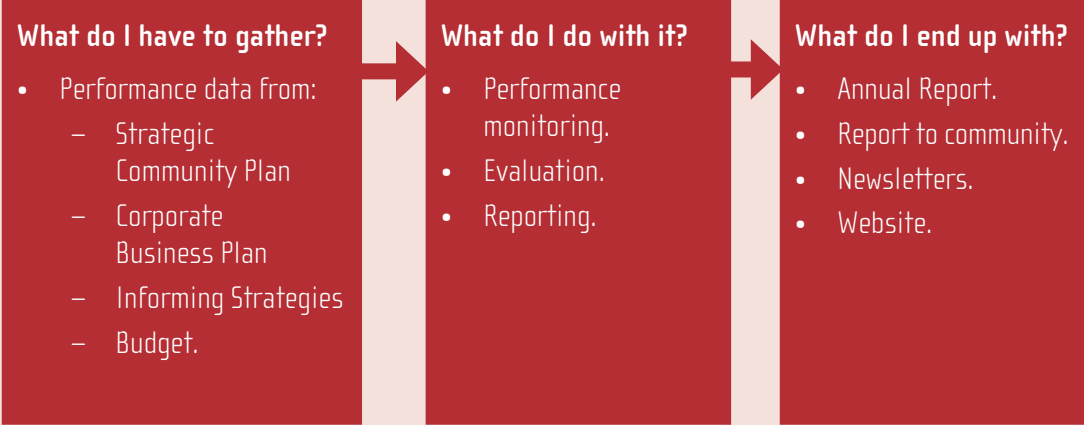 What do I have to gather?
• Performance data from:
– Strategic
Community Plan
– Corporate
Business Plan
– Informing Strategies
– Budget.
What do I do with it?
• Performance
monitoring.
• Evaluation.
• Reporting.
What do I end up with?
• Annual Report.
• Report to community.
• Newsletters.
• Website.